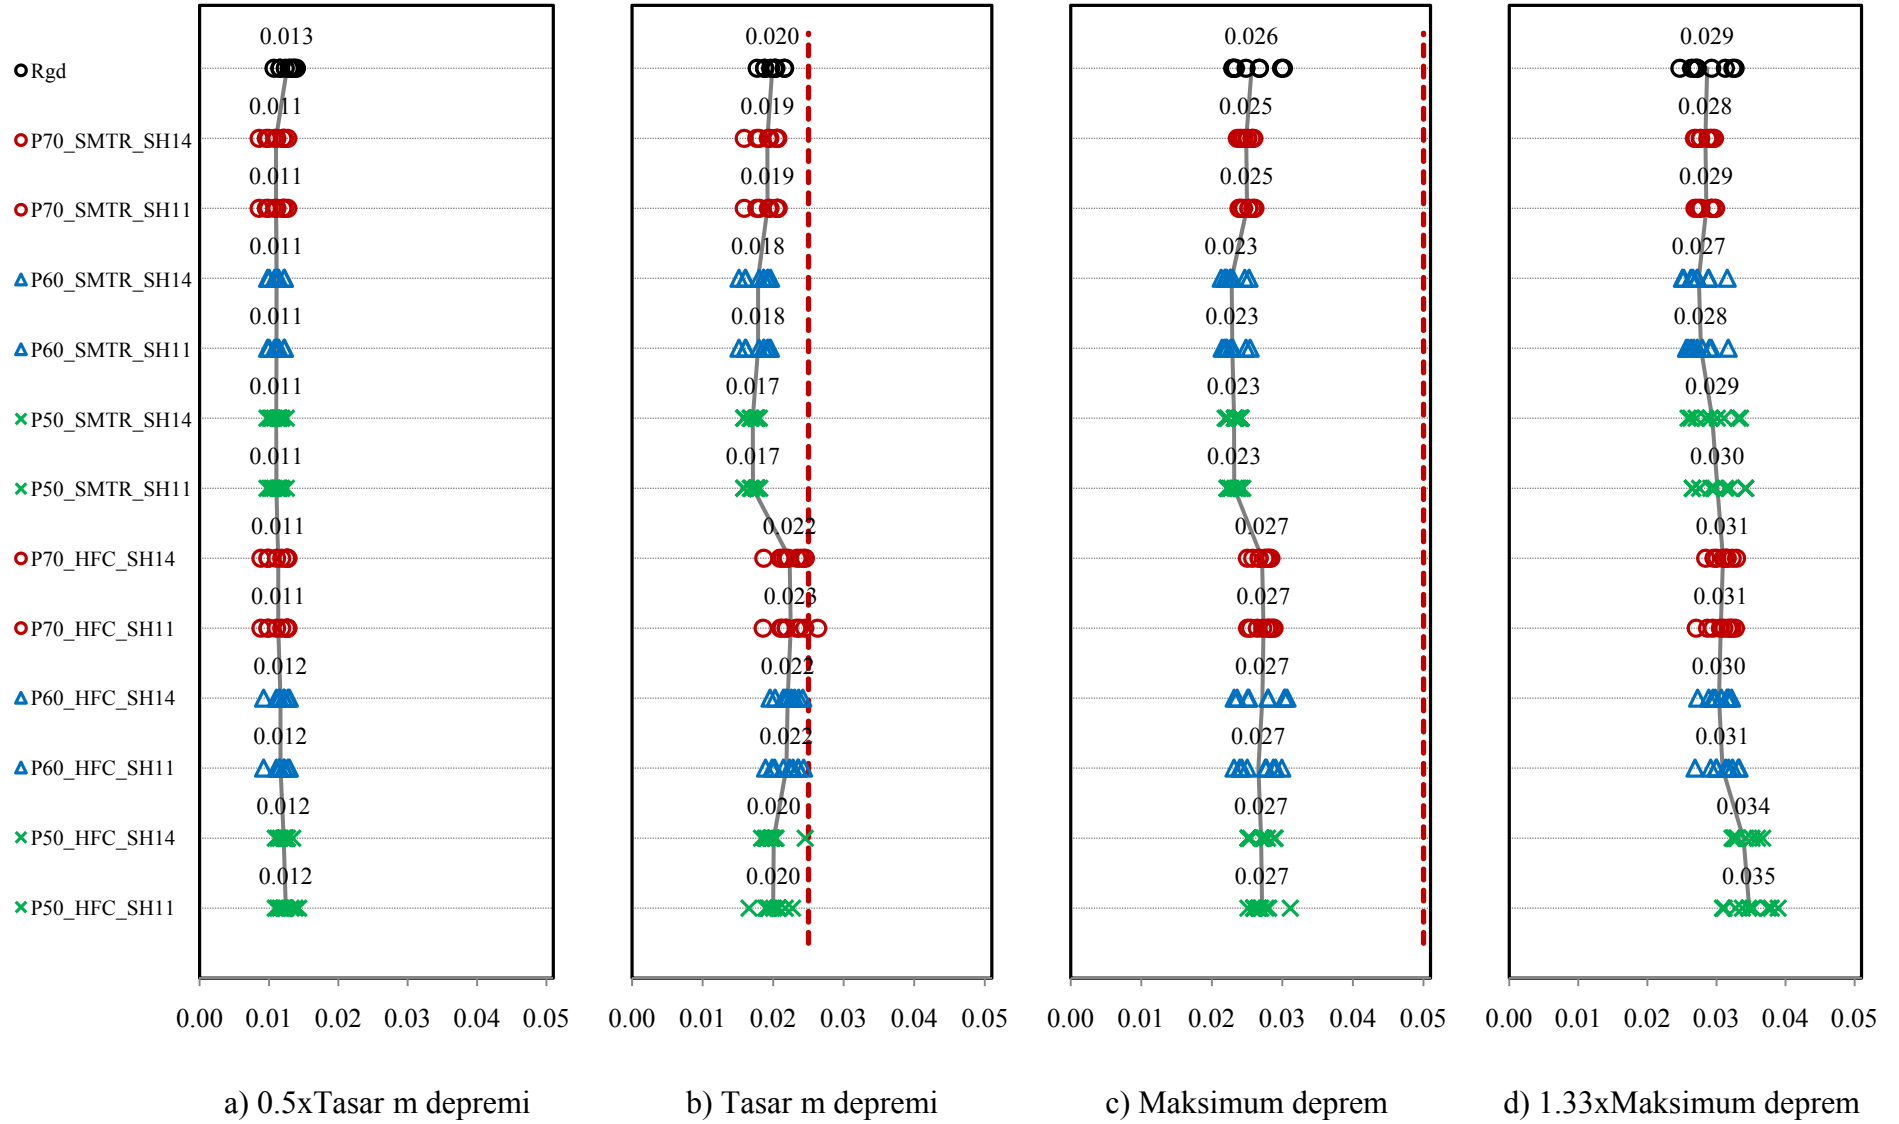 0.013 0.020 0.026 0.029
Rgd
0.011 0.019 0.025 0.028
P70_SMTR_SH14
0.011 0.019 0.025 0.029
P70_SMTR_SH11
0.011 0.018 0.023 0.027
P60_SMTR_SH14
0.011 0.018 0.023 0.028
P60_SMTR_SH11
0.011 0.017 0.023 0.029
P50_SMTR_SH14
0.011 0.017 0.023 0.030
P50_SMTR_SH11
0.011 0.022 0.027 0.031
P70_HFC_SH14
0.011 0.023 0.027 0.031
P70_HFC_SH11
0.012 0.022 0.027 0.030
P60_HFC_SH14
0.012 0.022 0.027 0.031
P60_HFC_SH11
0.012 0.020 0.027 0.034
P50_HFC_SH14
0.012 0.020 0.027 0.035
P50_HFC_SH11
0.00 0.01 0.02 0.03 0.04 0.05 0.00 0.01 0.02 0.03 0.04 0.05 0.00 0.01 0.02 0.03 0.04 0.05 0.00 0.01 0.02 0.03 0.04 0.05
a) 0.5xTasar m depremi b) Tasar m depremi c) Maksimum deprem d) 1.33xMaksimum deprem